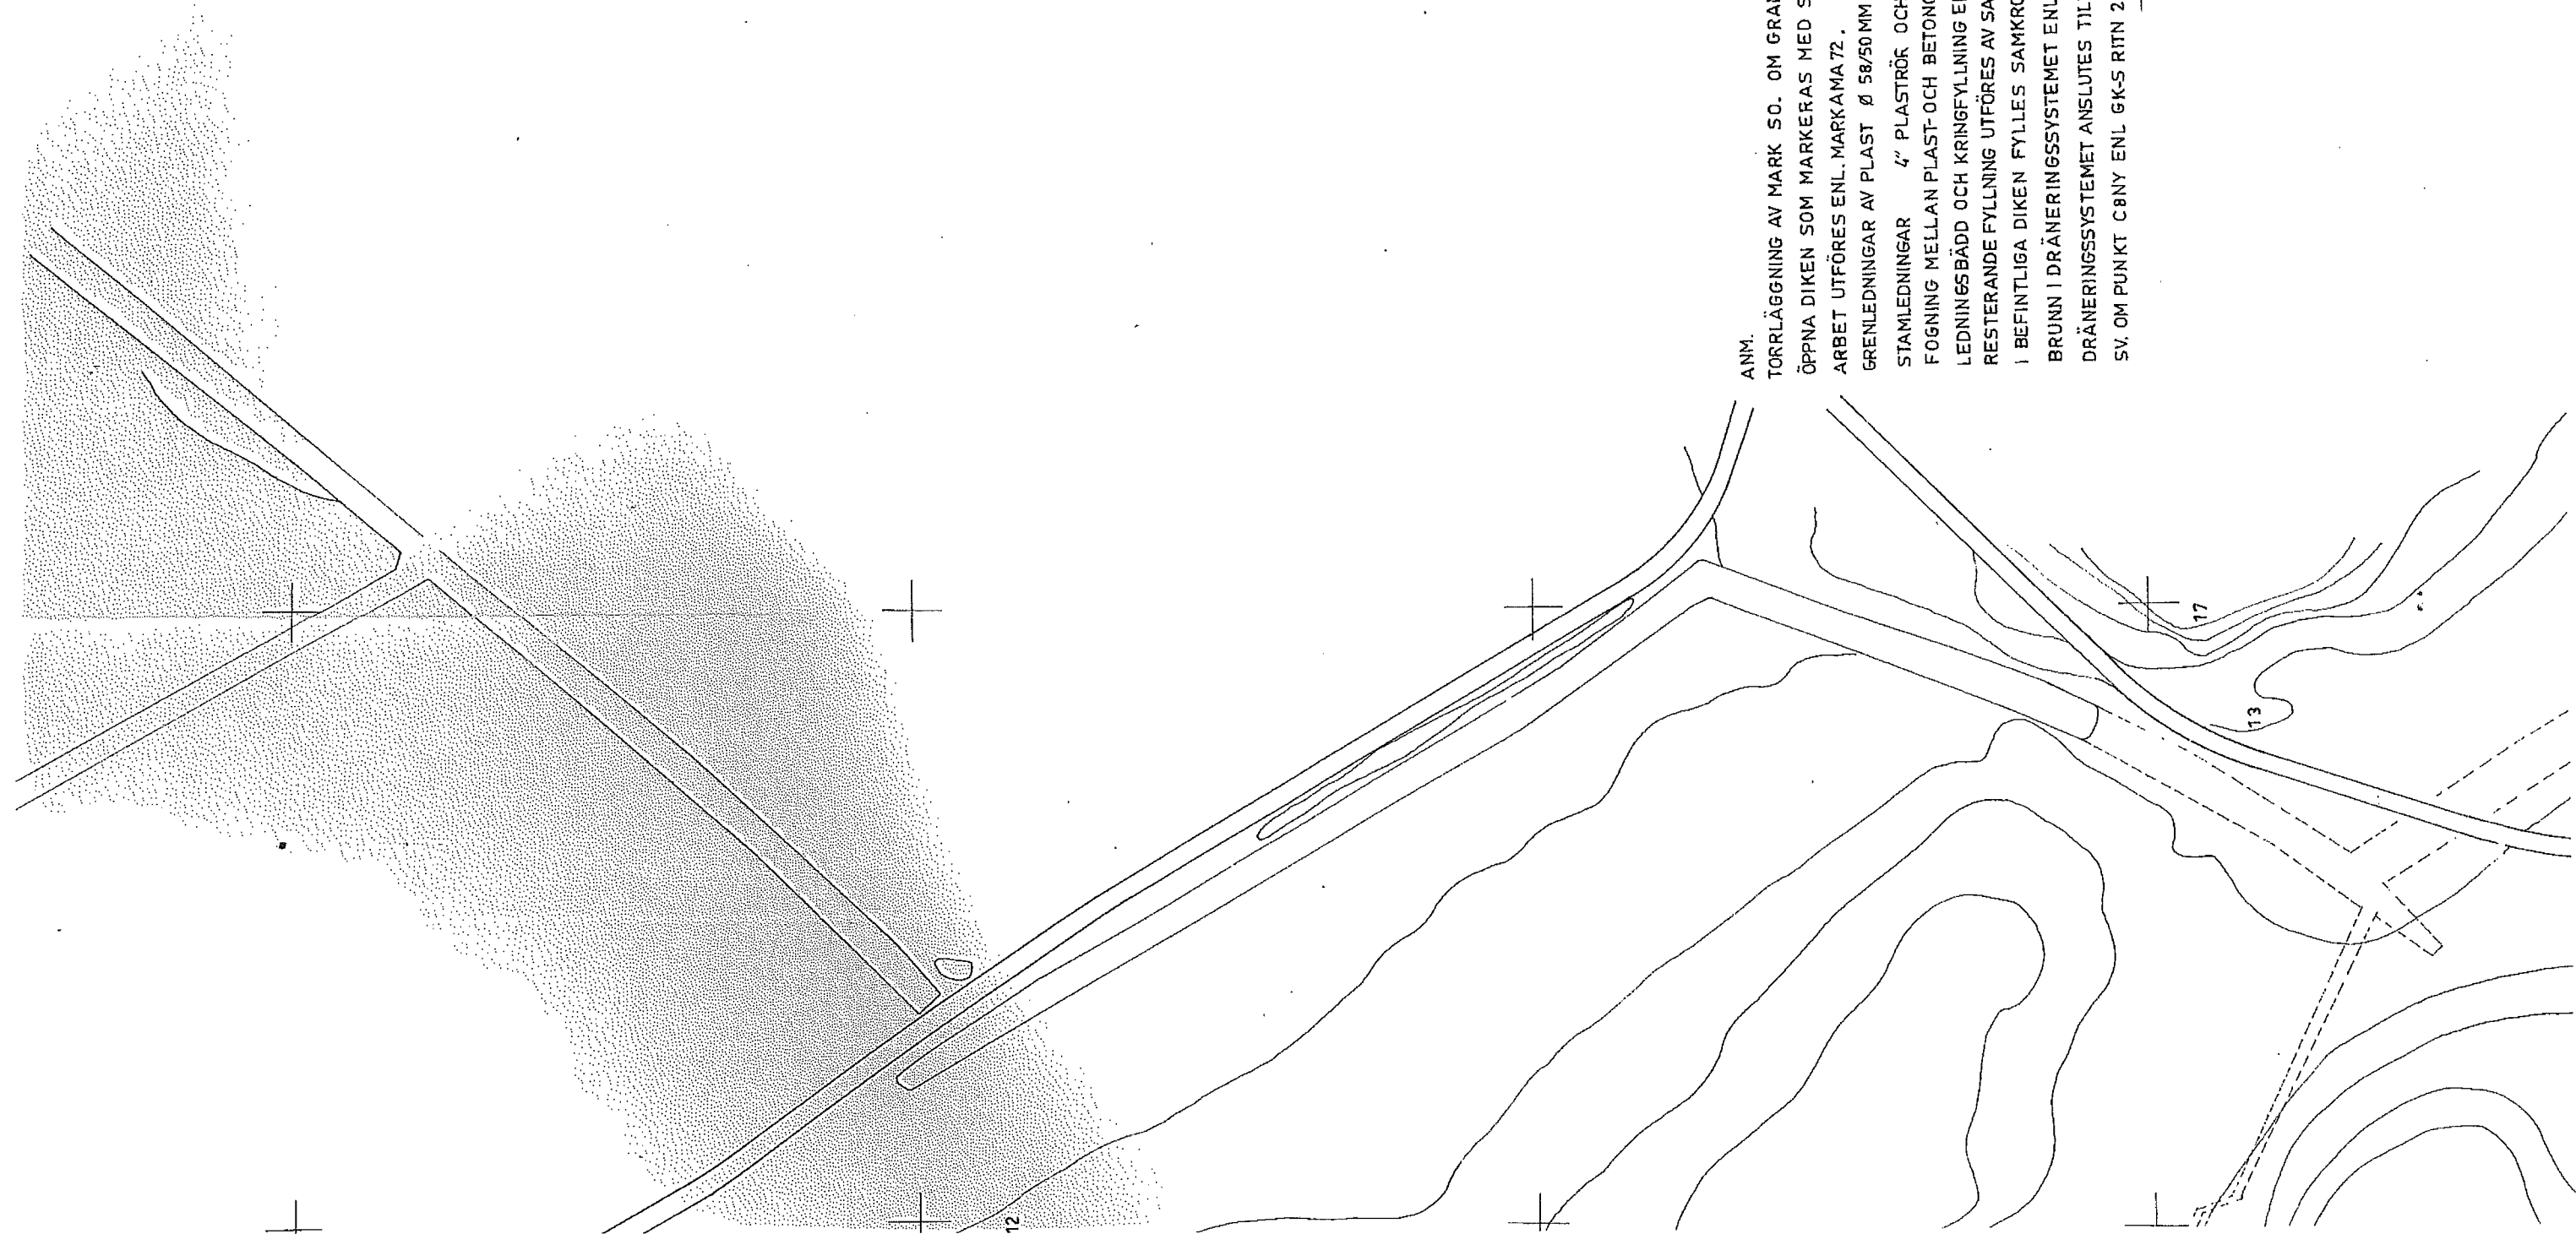 ANM.
TORRLÄGGNING AV MARK SO. OM GRA
ÖPPNA DIKEN SOM MARKERAS MED S
ARBET UTFÖRES ENL. MARKAMA 72.
GRENLEDNINGAR AV PLAST Ø 58/50 MM
STAMLEDNINGAR 4" PLASTRÖR OCH
FOGNING MELLAN PLAST- OCH BETONG
LEDNINGSBÄDD OCH KRINGFYLLNING E
RESTERANDE FYLLNING UTFÖRES AV SA
I BEFINTLIGA DIKEN FYLLES SAMKRO
BRUNN I DRÄNERINGSSYSTEMET ENL
DRÄNERINGSSYSTEMET ANSLUTES TILL
SV. OM PUNKT C8NY ENL GK-S RITN 2
17
13
12